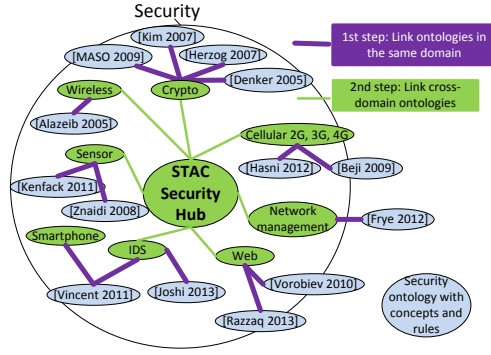 Security
[Kim 2007]
[MASO 2009]
[Herzog 2007]
[Denker 2005]
Crypto
Wireless
[Alazeib 2005]
1st step: Link ontologies in
the same domain
2nd step: Link cross-
domain ontologies
Cellular 2G, 3G, 4G
[Hasni 2012]
[Beji 2009]
Sensor
[Kenfack 2011]
[Znaidi 2008]
STAC
Security
Hub
Network
management
[Frye 2012]
Smartphone
IDS
[Vincent 2011]
[Joshi 2013]
Web
[Vorobiev 2010]
[Razzaq 2013]
Security
ontology with
concepts and
rules